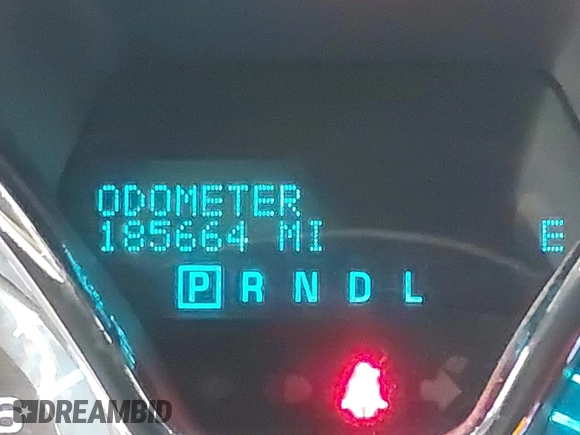 ODOMETER
185664 MI E
P R N D L
DREAMBID